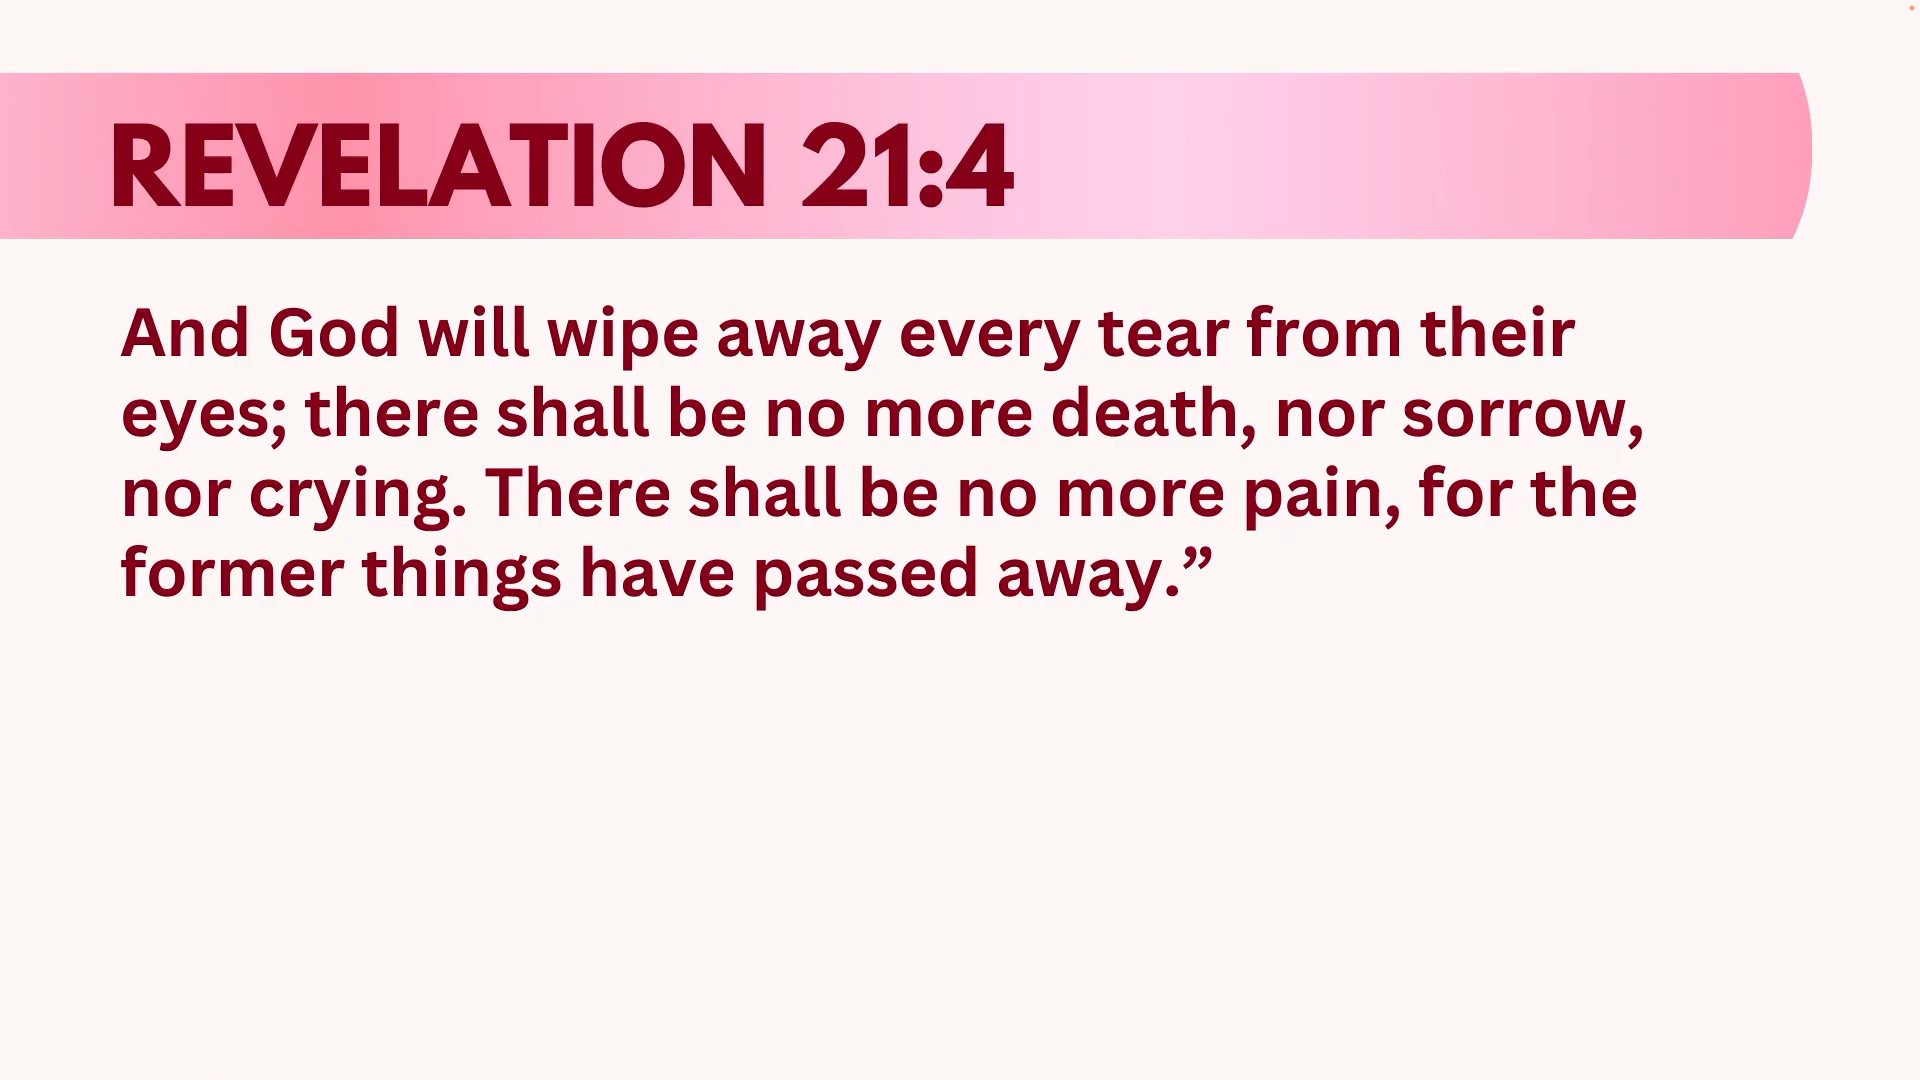 REVELATION 21:4
And God will wipe away every tear from their
eyes; there shall be no more death, nor sorrow,
nor crying. There shall be no more pain, for the
former things have passed away.”